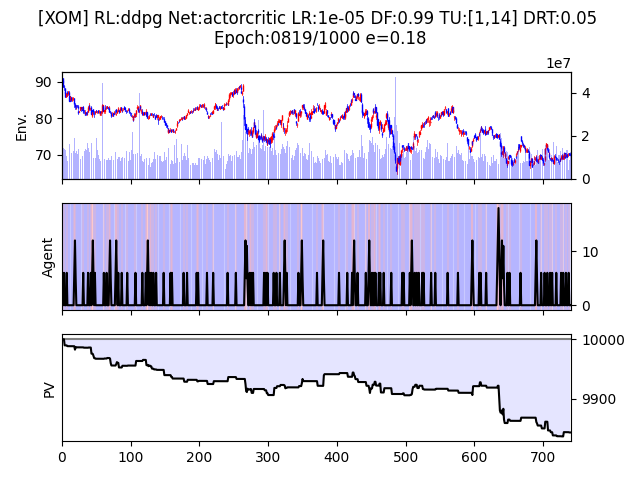 [XOM] RL:ddpg Net:actorcritic LR:1e-05 DF:0.99 TU:[1,14] DRT:0.05
Epoch:0819/1000 e=0.18
1e7
Env.
90
80
70
4
2
0
Agent
10
0
PV
10000
9900
0 100 200 300 400 500 600 700